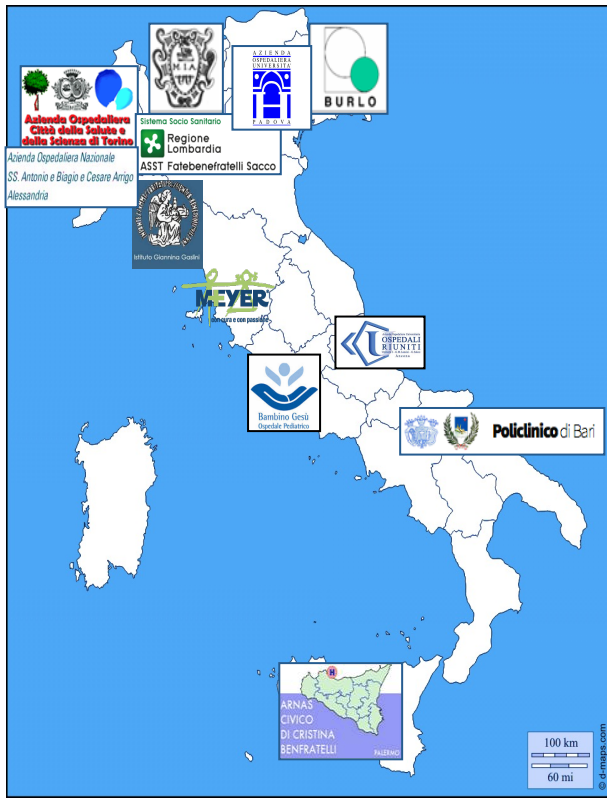 MIA
AZIENDA
OSPEDALIERA
UNIVERSITÀ
PADOVA
BURLO
Azienda Ospedaliera
Città della Salute e
della Scienza di Torino
Sistema Socio Sanitario
Regione
Lombardia
ASST Fatebenefratelli Sacco
Azienda Ospedaliera Nazionale
SS. Antonio e Biagio e Cesare Arrigo
Alessandria
Istituto Giannina Gaslini
MEYER
con cura e con passione
OSPEDALI
RIUNITI
Ancona
Bambino Gesù
Ospedale Pediatrico
Policlinico di Bari
H
ARNAS
CIVICO
DI CRISTINA
BENFRATELLI
PALERMO
100 km
60 mi
© d-maps.com